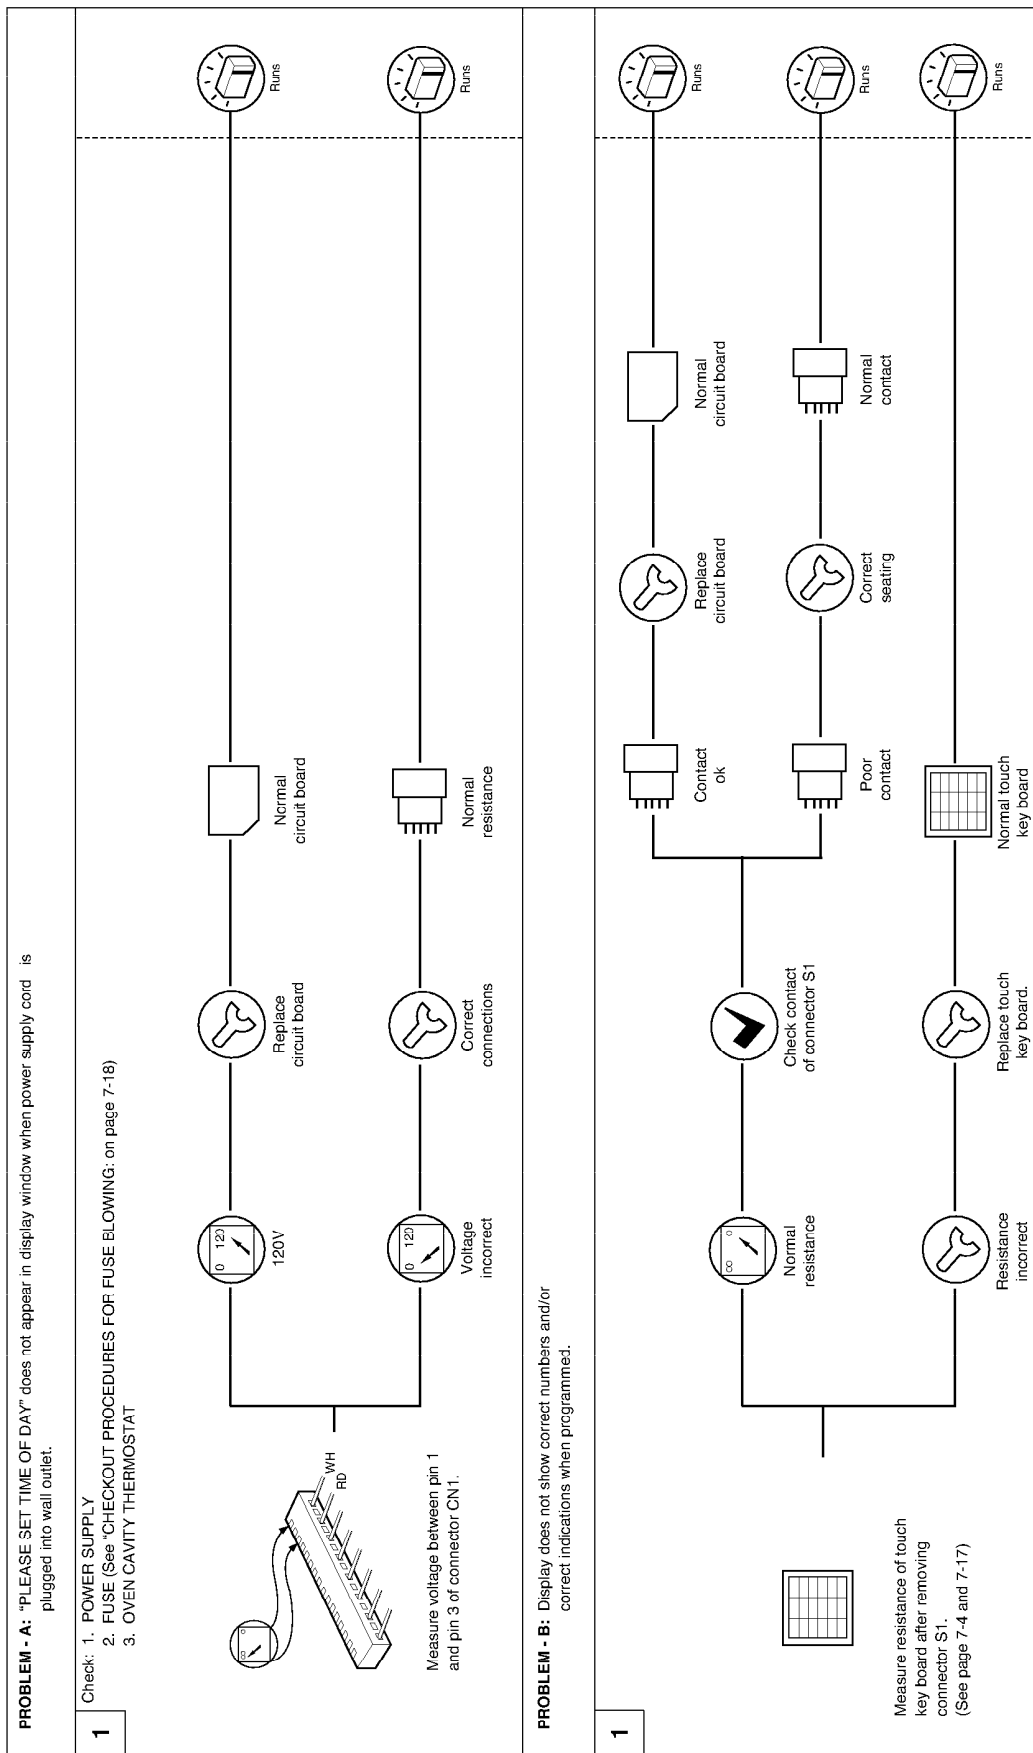 PROBLEM - A: "PLEASE SET TIME OF DAY" does not appear in display window when power supply cord is
plugged into wall outlet.
1
Check: 1. POWER SUPPLY
2. FUSE (See "CHECKOUT PROCEDURES FOR FUSE BLOWING: on page 7-18)
3. OVEN CAVITY THERMOSTAT
∞ 0
WH
RD
Measure voltage between pin 1
and pin 3 of connector CN1.
0 120
120V
Replace
circuit board
Normal
circuit board
Runs
0 120
Voltage
incorrect
Correct
connections
Normal
resistance
Runs
PROBLEM - B: Display does not show correct numbers and/or
correct indications when programmed.
1
Measure resistance of touch
key board after removing
connector S1.
(See page 7-4 and 7-17)
∞ 0
Normal
resistance
Check contact
of connector S1
Contact
ok
Replace
circuit board
Normal
circuit board
Runs
Poor
contact
Correct
seating
Normal
contact
Runs
Resistance
incorrect
Replace touch
key board.
Normal touch
key board
Runs